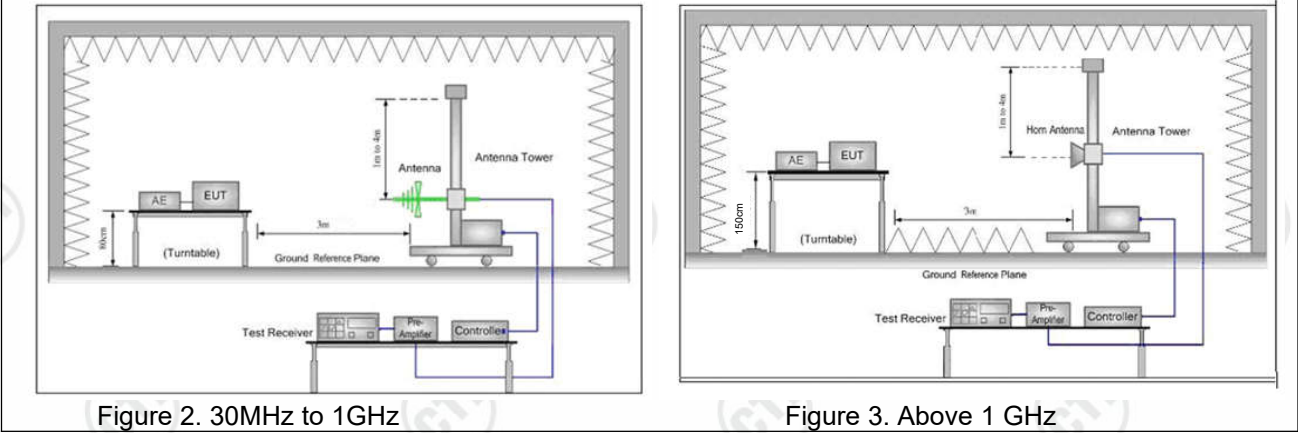 1m to 4m
Antenna
Antenna Tower
AE
EUT
80cm
3m
(Turntable)
Ground Reference Plane
Test Receiver
Pre-
Amplifier
Controller
Figure 2. 30MHz to 1GHz
1m to 4m
Horn Antenna
Antenna Tower
AE
EUT
150cm
3m
(Turntable)
Ground Reference Plane
Test Receiver
Pre-
Amplifier
Controller
Figure 3. Above 1 GHz